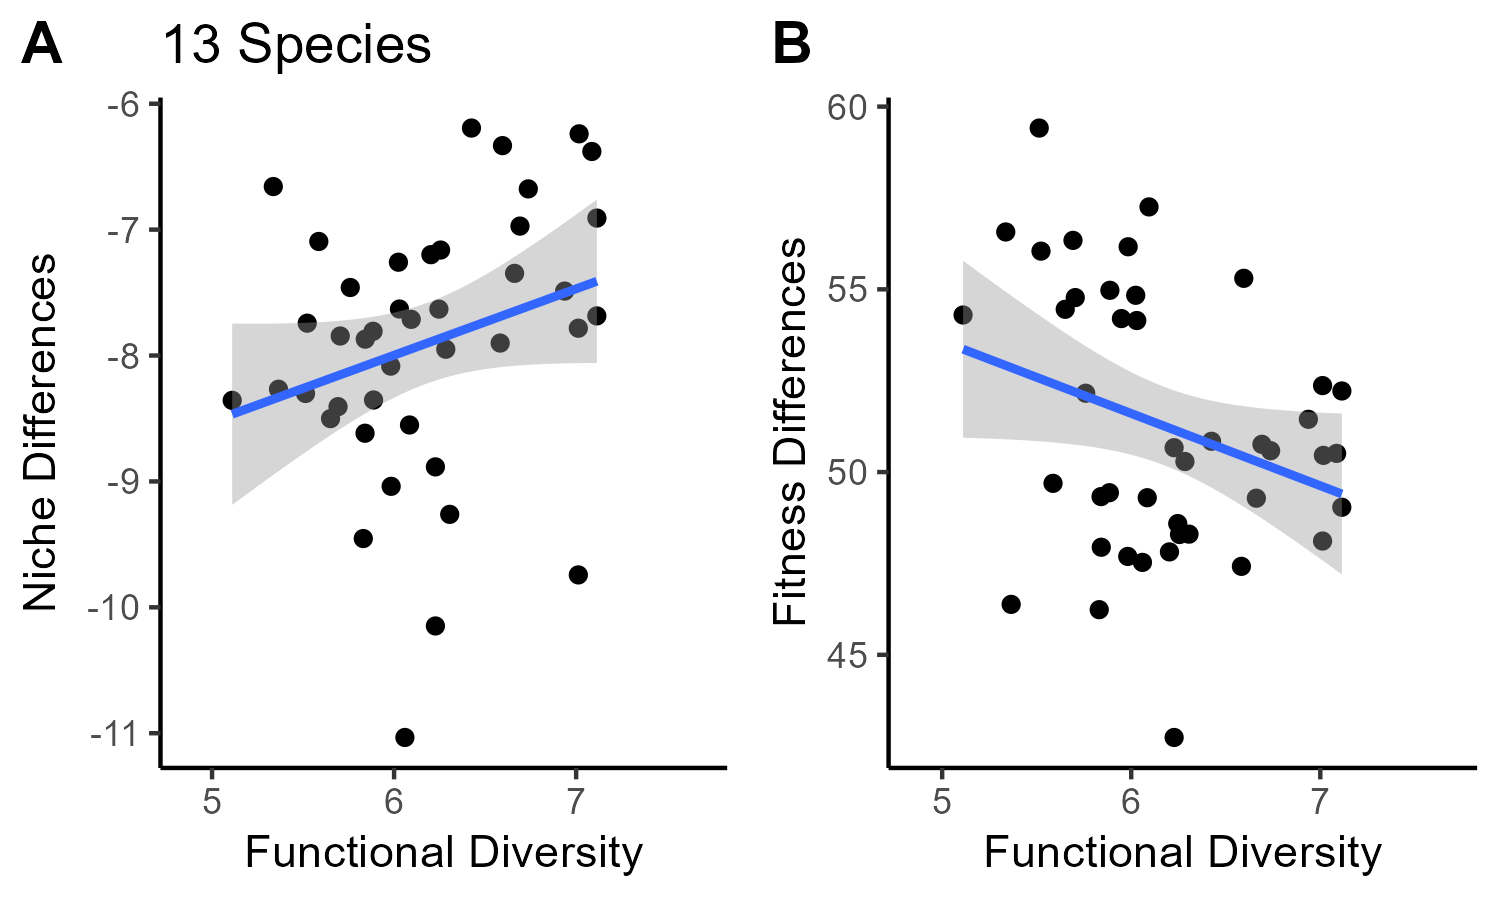 A 13 Species
-6
-7
-8
-9
-10
-11
Niche Differences
5 6 7
Functional Diversity
B
60
55
50
45
Fitness Differences
5 6 7
Functional Diversity